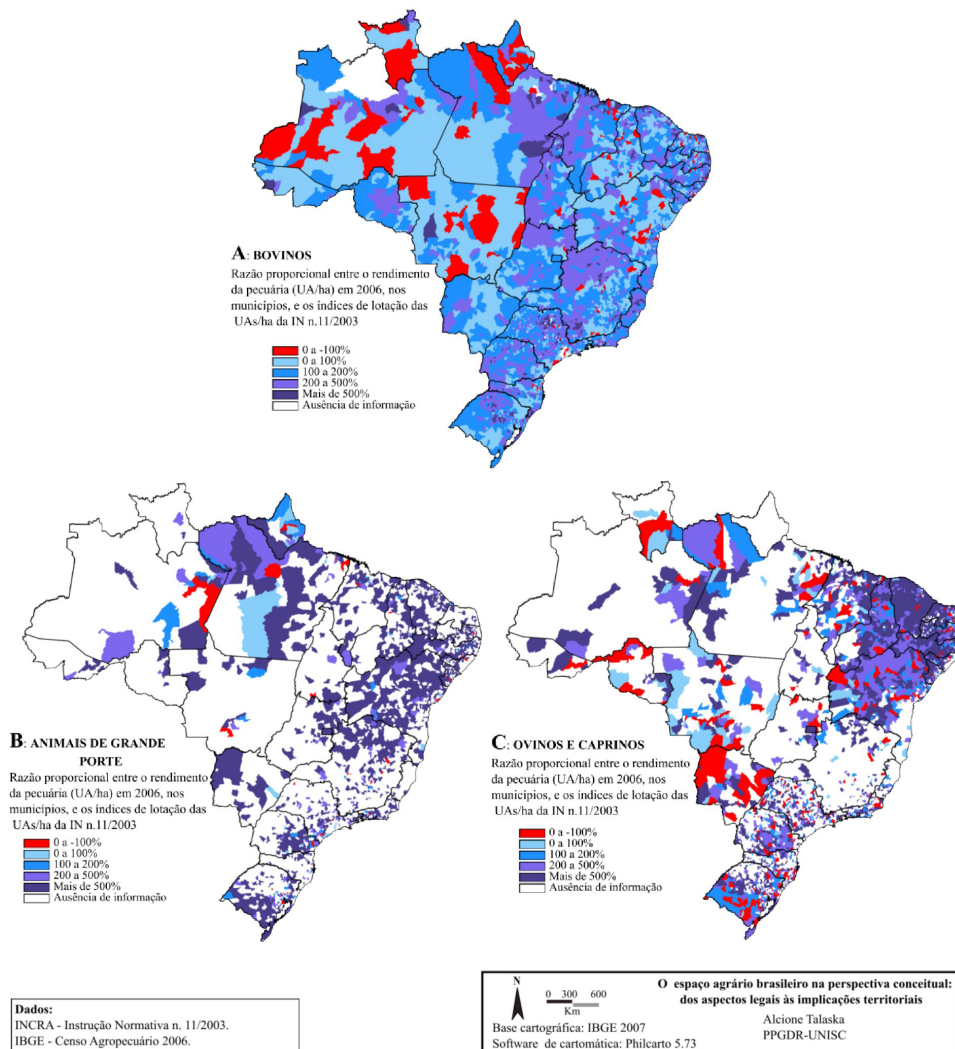 A: BOVINOS
Razão proporcional entre o rendimento
da pecuária (UA/ha) em 2006, nos
municípios, e os índices de lotação das
UAs/ha da IN n.11/2003
0 a -100%
0 a 100%
100 a 200%
200 a 500%
Mais de 500%
Ausência de informação
B: ANIMAIS DE GRANDE
PORTE
Razão proporcional entre o rendimento
da pecuária (UA/ha) em 2006, nos
municípios, e os índices de lotação das
UAs/ha da IN n.11/2003
0 a -100%
0 a 100%
100 a 200%
200 a 500%
Mais de 500%
Ausência de informação
C: OVINOS E CAPRINOS
Razão proporcional entre o rendimento
da pecuária (UA/ha) em 2006, nos
municípios, e os índices de lotação das
UAs/ha da IN n.11/2003
0 a -100%
0 a 100%
100 a 200%
200 a 500%
Mais de 500%
Ausência de informação
Dados:
INCRA - Instrução Normativa n. 11/2003.
IBGE - Censo Agropecuário 2006.
N
0 300 600
Km
Base cartográfica: IBGE 2007
Software de cartomática: Philcarto 5.73
O espaço agrário brasileiro na perspectiva conceitual:
dos aspectos legais às implicações territoriais
Alcione Talaska
PPGDR-UNISC